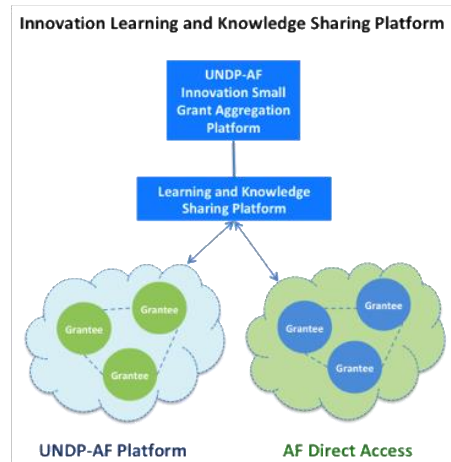 Innovation Learning and Knowledge Sharing Platform
UNDP-AF
Innovation Small
Grant Aggregation
Platform
Learning and Knowledge
Sharing Platform
Grantee
Grantee
Grantee
Grantee
Grantee
Grantee
UNDP-AF Platform
AF Direct Access